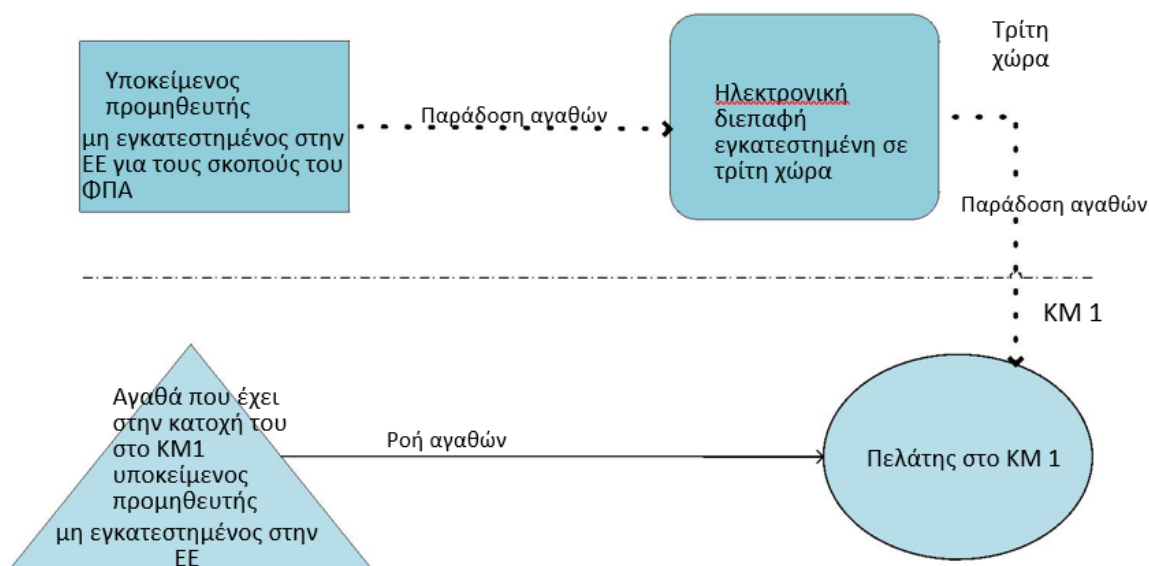 Υποκείμενος
προμηθευτής
μη εγκατεστημένος στην
ΕΕ για τους σκοπούς του
ΦΠΑ
Παράδοση αγαθών
Ηλεκτρονική
διεπαφή
εγκατεστημένη σε
τρίτη χώρα
Τρίτη
χώρα
Παράδοση αγαθών
ΚΜ 1
Αγαθά που έχει
στην κατοχή του
στο ΚΜ1
υποκείμενος
προμηθευτής
μη εγκατεστημένος στην
ΕΕ
Ροή αγαθών
Πελάτης στο ΚΜ 1